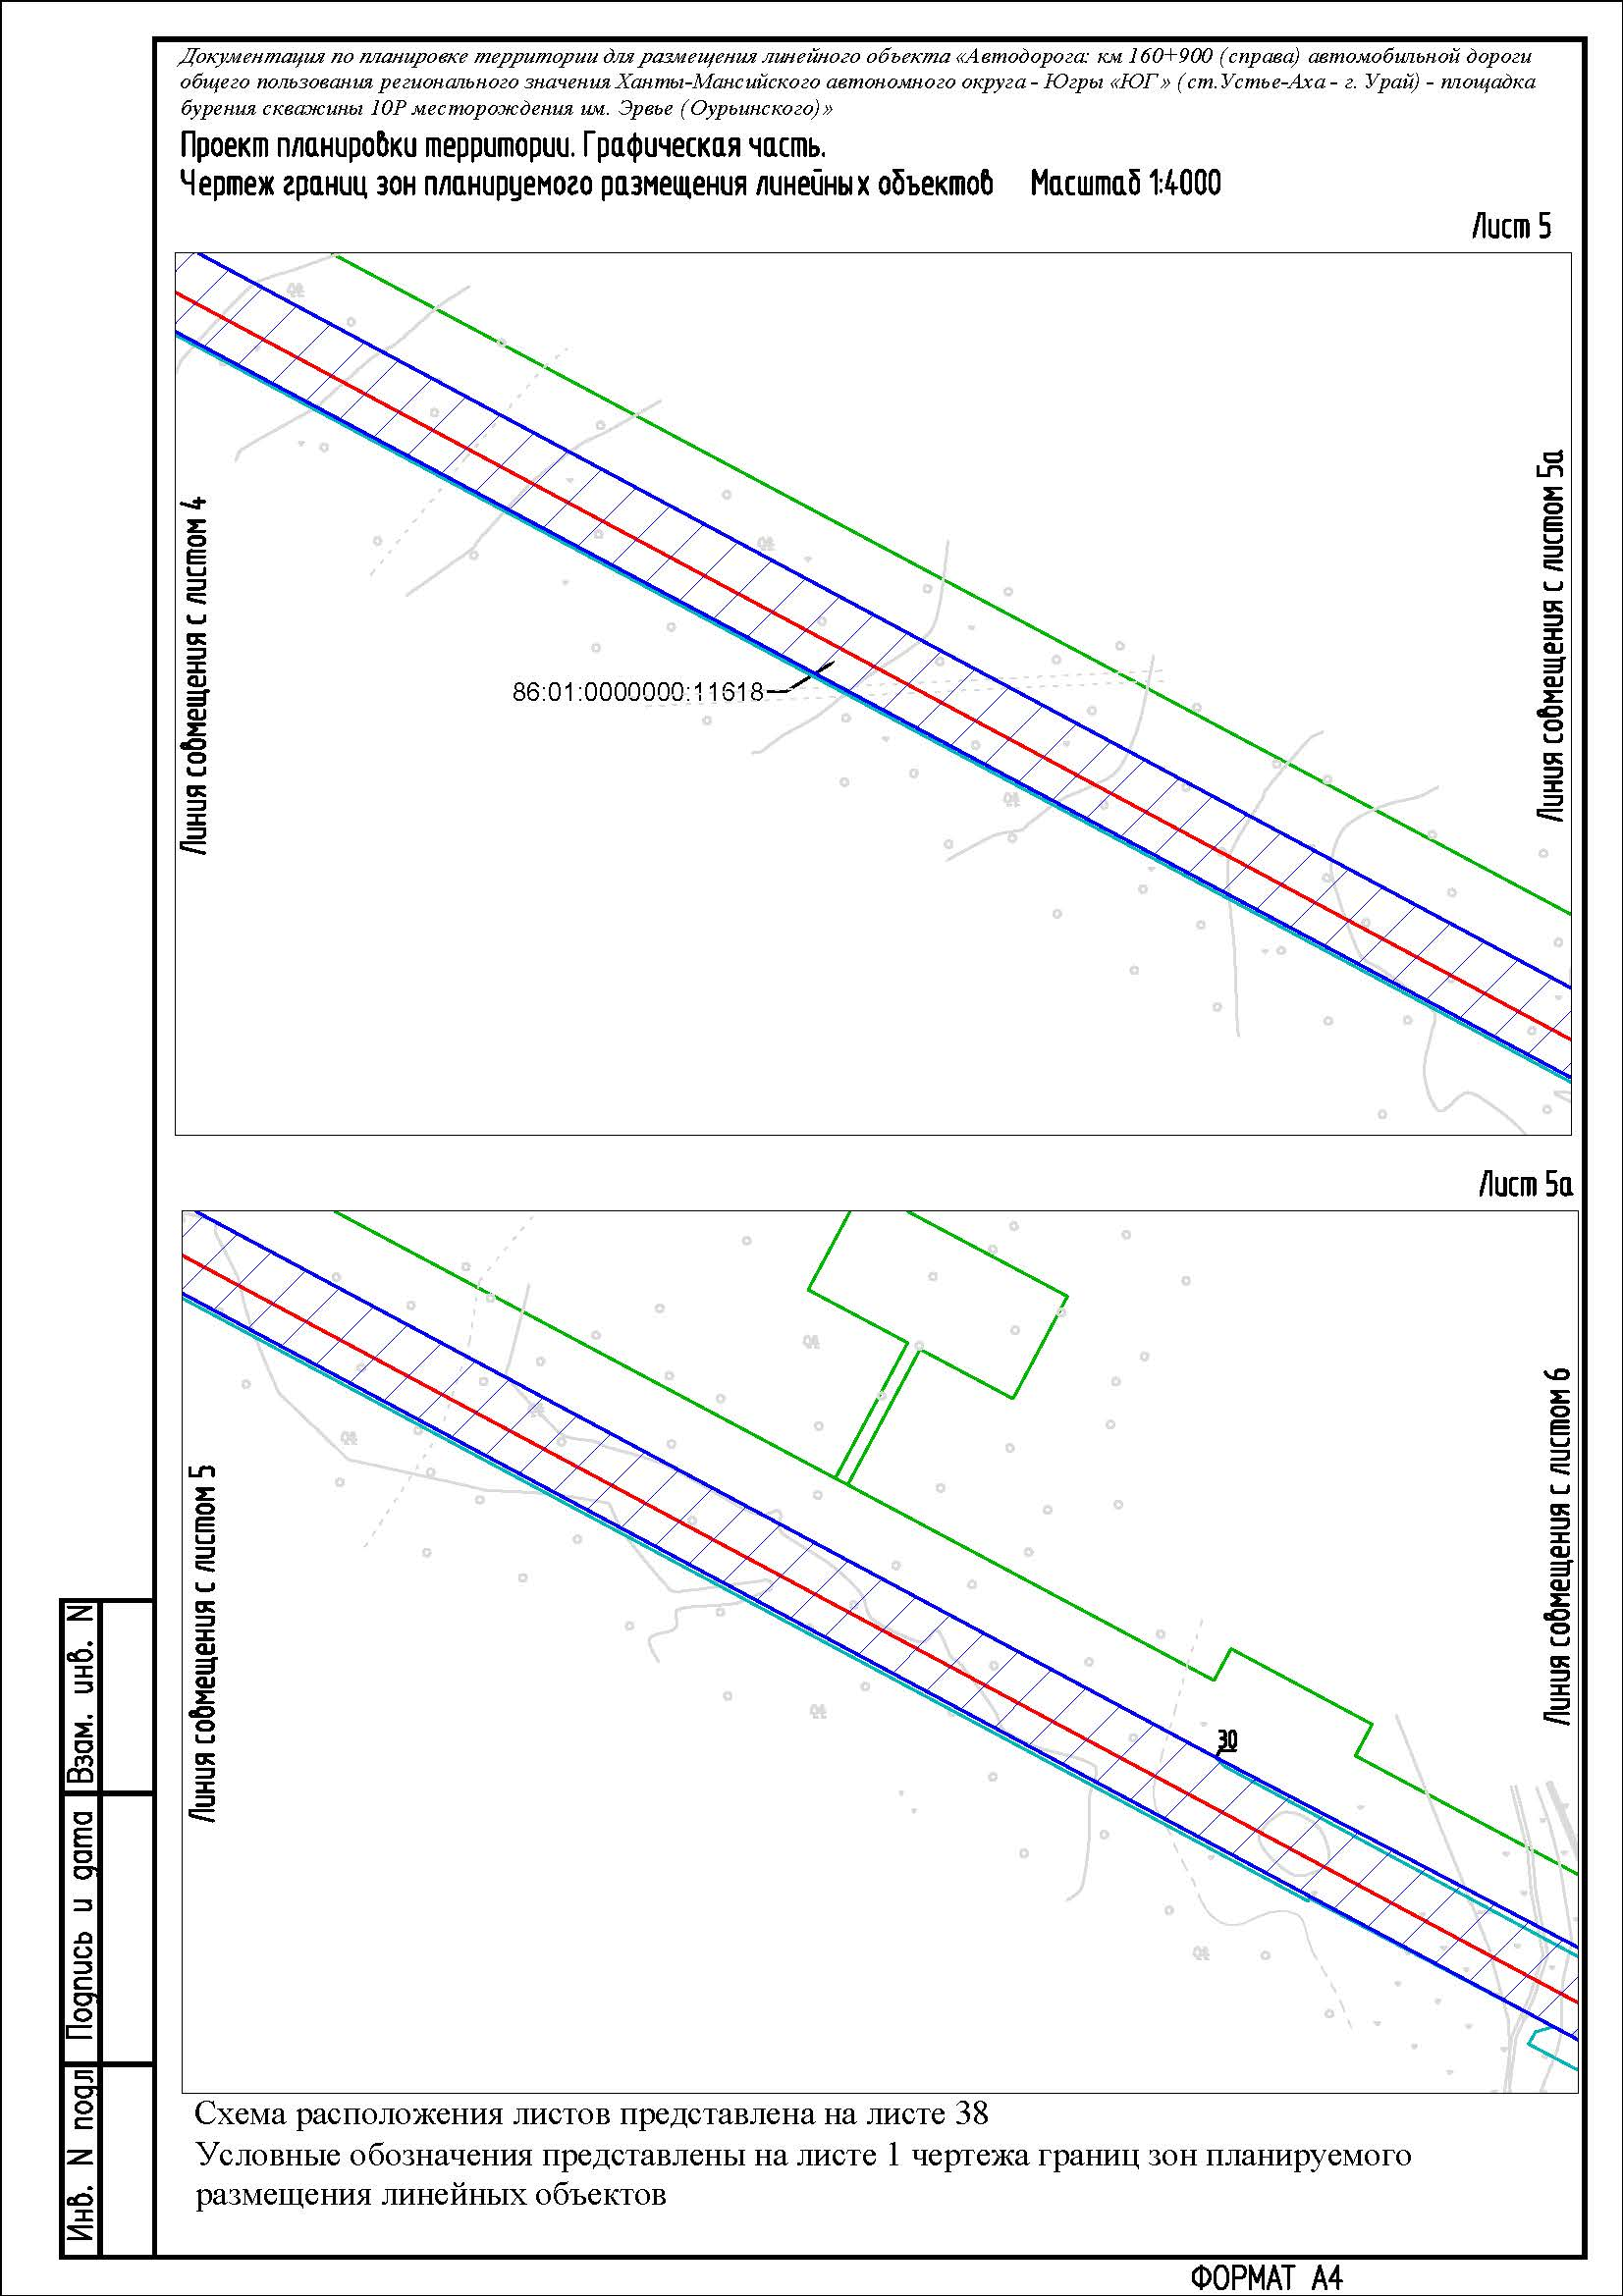 Документация по планировке территории для размещения линейного объекта «Автодорога: км 160+900 (справа) автомобильной дороги
общего пользования регионального значения Ханты-Мансийского автономного округа - Югры «ЮГ» (ст.Устье-Аха - г. Урай) - площадка
бурения скважины 10Р месторождения им. Эрвье (Оурьинского)»
Проект планировки территории. Графическая часть.
Чертеж границ зон планируемого размещения линейных объектов Масштаб 1:4000
Лист 5
Линия совмещения с листом 4
86:01:0000000:11618
Линия совмещения с листом 5а
Лист 5а
Линия совмещения с листом 5
30
Линия совмещения с листом 6
Схема расположения листов представлена на листе 38
Условные обозначения представлены на листе 1 чертежа границ зон планируемого
размещения линейных объектов
Взам. инв. N
Подпись и дата
Инв. N подл
ФОРМАТ А4